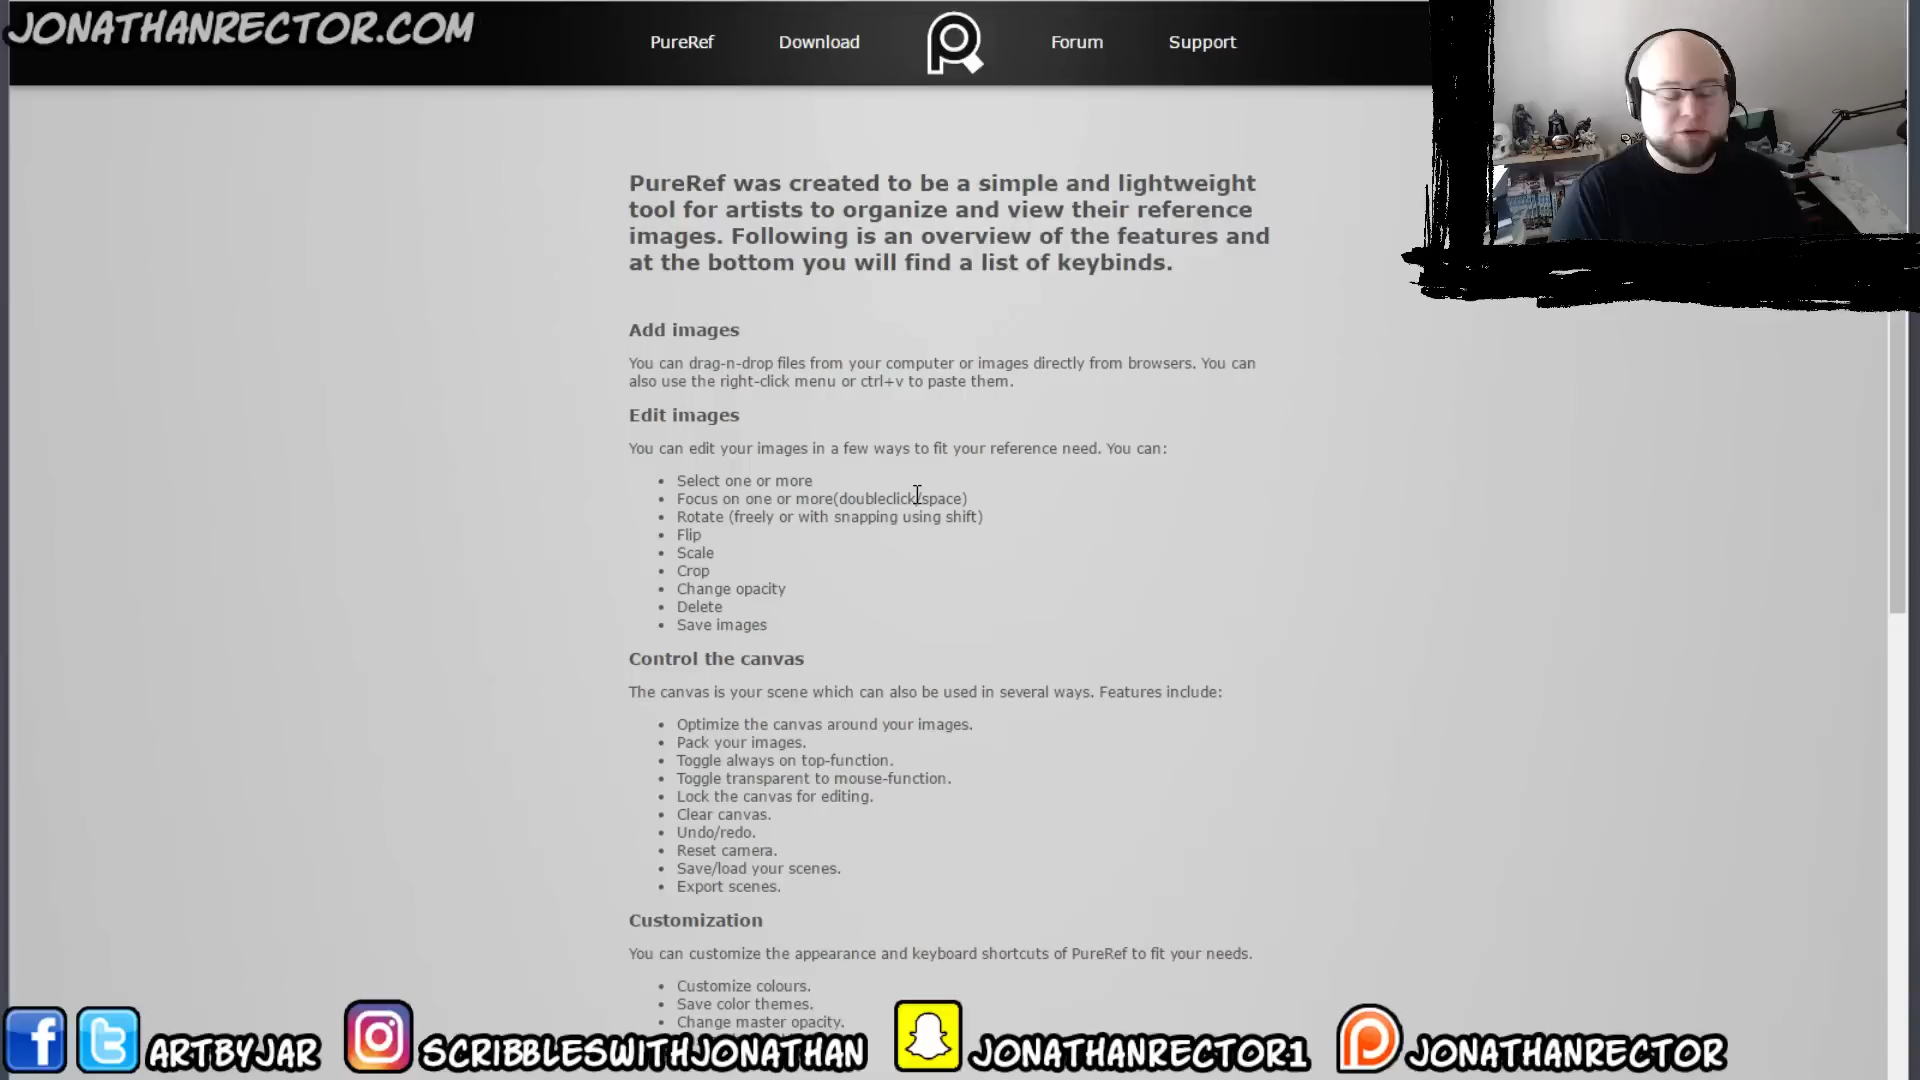 JONATHANRECTOR.COM
PureRef
Download
Forum
Support
PureRef was created to be a simple and lightweight
tool for artists to organize and view their reference
images. Following is an overview of the features and
at the bottom you will find a list of keybinds.
Add images
You can drag-n-drop files from your computer or images directly from browsers. You can
also use the right-click menu or ctrl+v to paste them.
Edit images
You can edit your images in a few ways to fit your reference need. You can:
• Select one or more
• Focus on one or more(doubleclick/space)
• Rotate (freely or with snapping using shift)
• Flip
• Scale
• Crop
• Change opacity
• Delete
• Save images
Control the canvas
The canvas is your scene which can also be used in several ways. Features include:
• Optimize the canvas around your images.
• Pack your images.
• Toggle always on top-function.
• Toggle transparent to mouse-function.
• Lock the canvas for editing.
• Clear canvas.
• Undo/redo.
• Reset camera.
• Save/load your scenes.
• Export scenes.
Customization
You can customize the appearance and keyboard shortcuts of PureRef to fit your needs.
• Customize colours.
• Save color themes.
• Change master opacity.
ARTBYJAR
SCRIBBLESWITHJONATHAN
JONATHANRECTOR1
JONATHANRECTOR